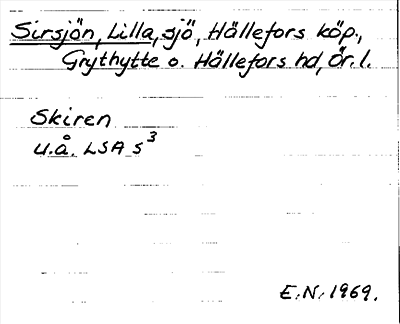 Sirsjön, Lilla, sjö, Hällefors köp.,
Grythytte o. Hällefors hd, Ör. l.
Skiren
u.å. LSA S³
E.N. 1969.